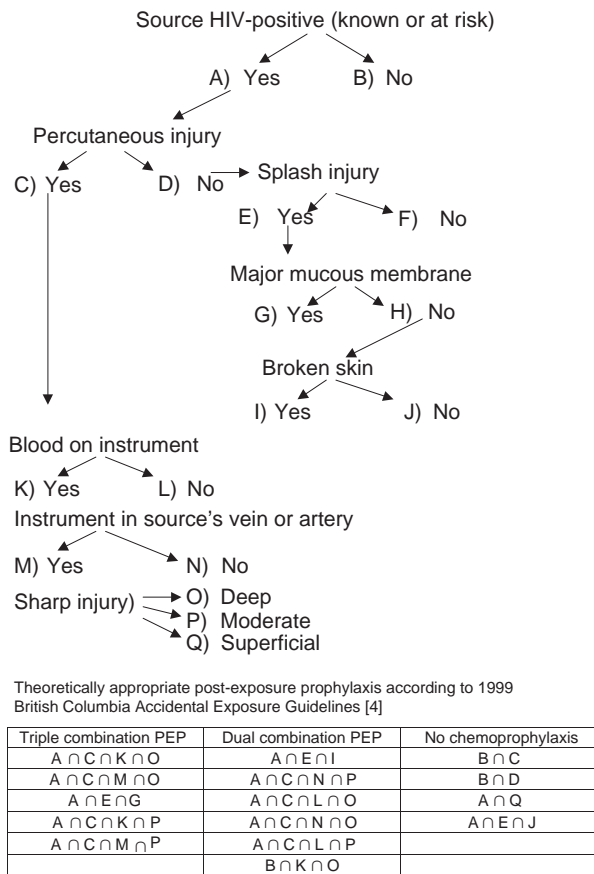 Source HIV-positive (known or at risk)
A) Yes B) No
Percutaneous injury
C) Yes D) No Splash injury
E) Yes F) No
Major mucous membrane
G) Yes H) No
Broken skin
I) Yes J) No
Blood on instrument
K) Yes L) No
Instrument in source's vein or artery
M) Yes N) No
Sharp injury) O) Deep
P) Moderate
Q) Superficial
Theoretically appropriate post-exposure prophylaxis according to 1999
British Columbia Accidental Exposure Guidelines [4]
Triple combination PEP Dual combination PEP No chemoprophylaxis
A ∩ C ∩ K ∩ O A ∩ E ∩ I B ∩ C
A ∩ C ∩ M ∩ O A ∩ C ∩ N ∩ P B ∩ D
A ∩ E ∩ G A ∩ C ∩ L ∩ O A ∩ Q
A ∩ C ∩ K ∩ P A ∩ C ∩ N ∩ O A ∩ E ∩ J
A ∩ C ∩ M ∩ P A ∩ C ∩ L ∩ P
B ∩ K ∩ O